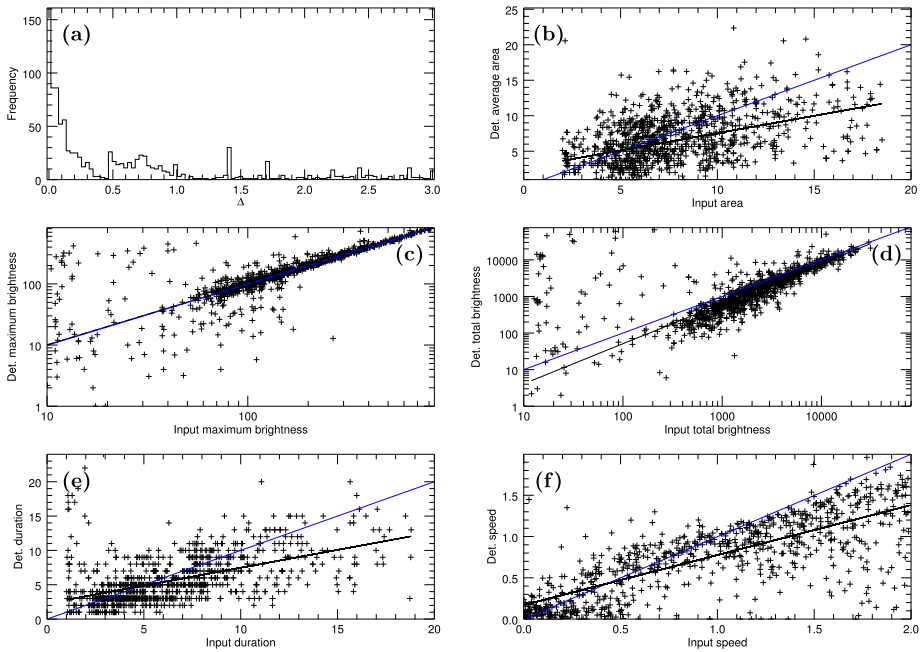 (a)
150
100
50
0
Frequency
0.0 0.5 1.0 1.5 2.0 2.5 3.0
Δ
(b)
25
20
15
10
5
Det. average area
0 5 10 15 20
Input area
(c)
100
10
1
Det. maximum brightness
10 100
Input maximum brightness
(d)
10000
1000
100
10
1
Det. total brightness
10 100 1000 10000
Input total brightness
(e)
20
15
10
5
0
Det. duration
0 5 10 15 20
Input duration
(f)
1.5
1.0
0.5
0.0
Det. speed
0.0 0.5 1.0 1.5 2.0
Input speed